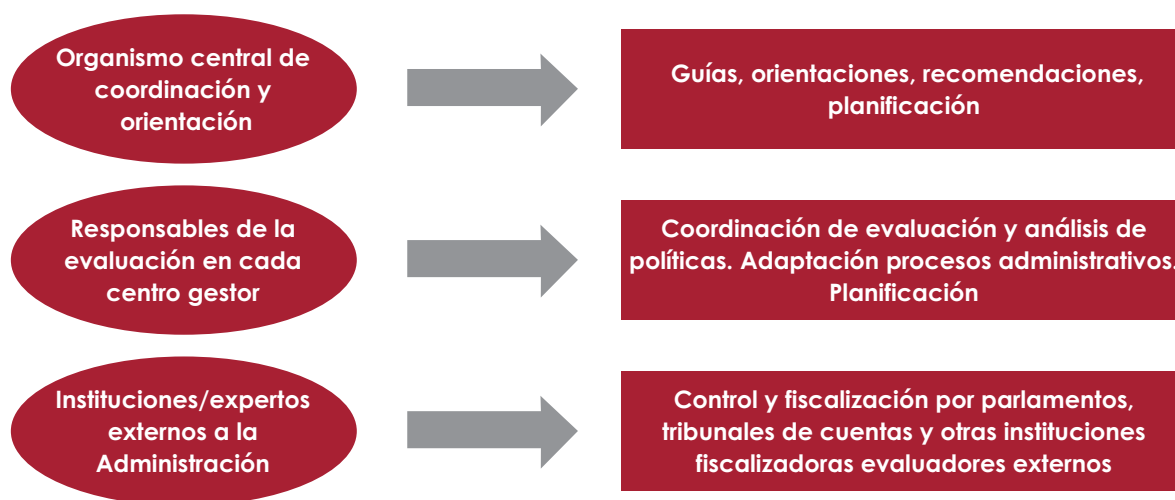 Organismo central de
coordinación y
orientación
Guías, orientaciones, recomendaciones,
planificación
Responsables de la
evaluación en cada
centro gestor
Coordinación de evaluación y análisis de
políticas. Adaptación procesos administrativos.
Planificación
Instituciones/expertos
externos a la
Administración
Control y fiscalización por parlamentos,
tribunales de cuentas y otras instituciones
fiscalizadoras evaluadores externos